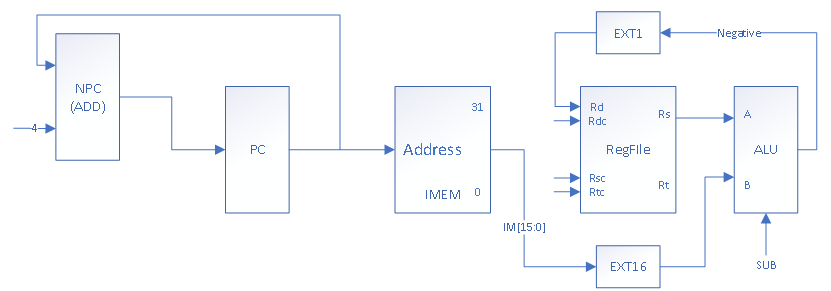 EXT1
Negative
NPC
(ADD)
4
PC
31
Address
IMEM
0
Rd
Rdc
Rs
RegFIle
Rsc
Rtc
Rt
A
ALU
B
IM[15:0]
EXT16
SUB